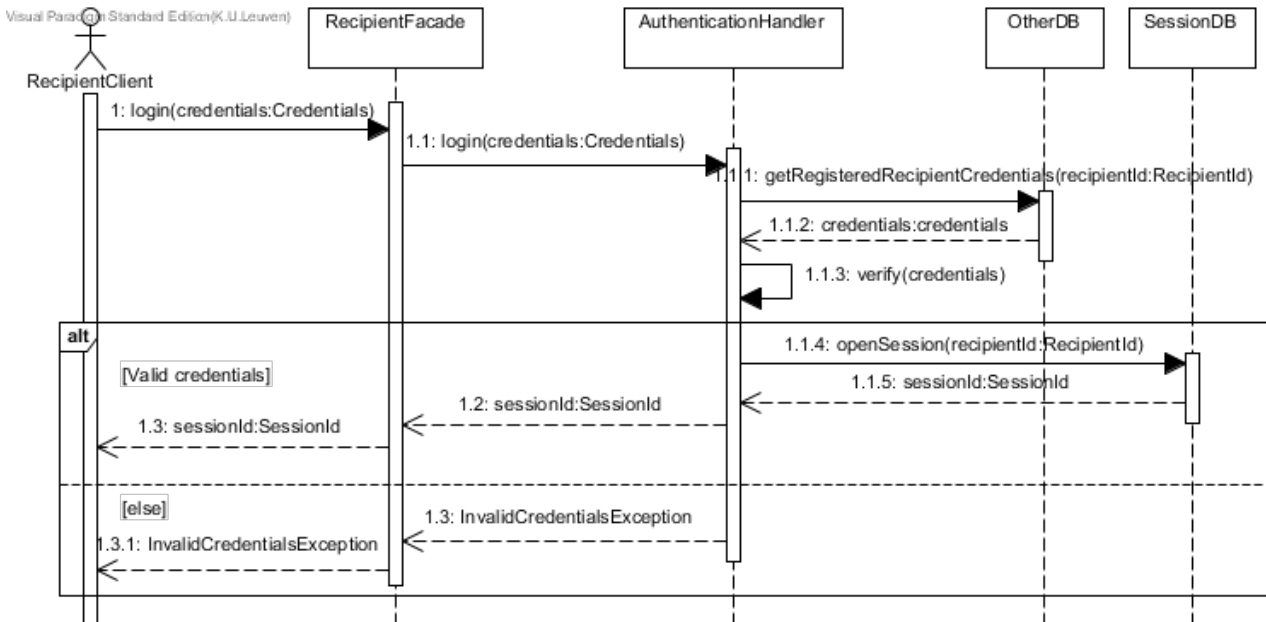 Visual Paradigm Standard Edition(K.U.Leuven)
RecipientClient
RecipientFacade
AuthenticationHandler
OtherDB
SessionDB
1: login(credentials:Credentials)
1.1: login(credentials:Credentials)
1.1.1: getRegisteredRecipientCredentials(recipientId:RecipientId)
1.1.2: credentials:credentials
1.1.3: verify(credentials)
alt
1.1.4: openSession(recipientId:RecipientId)
[Valid credentials]
1.1.5: sessionId:SessionId
1.2: sessionId:SessionId
1.3: sessionId:SessionId
[else]
1.3: InvalidCredentialsException
1.3.1: InvalidCredentialsException